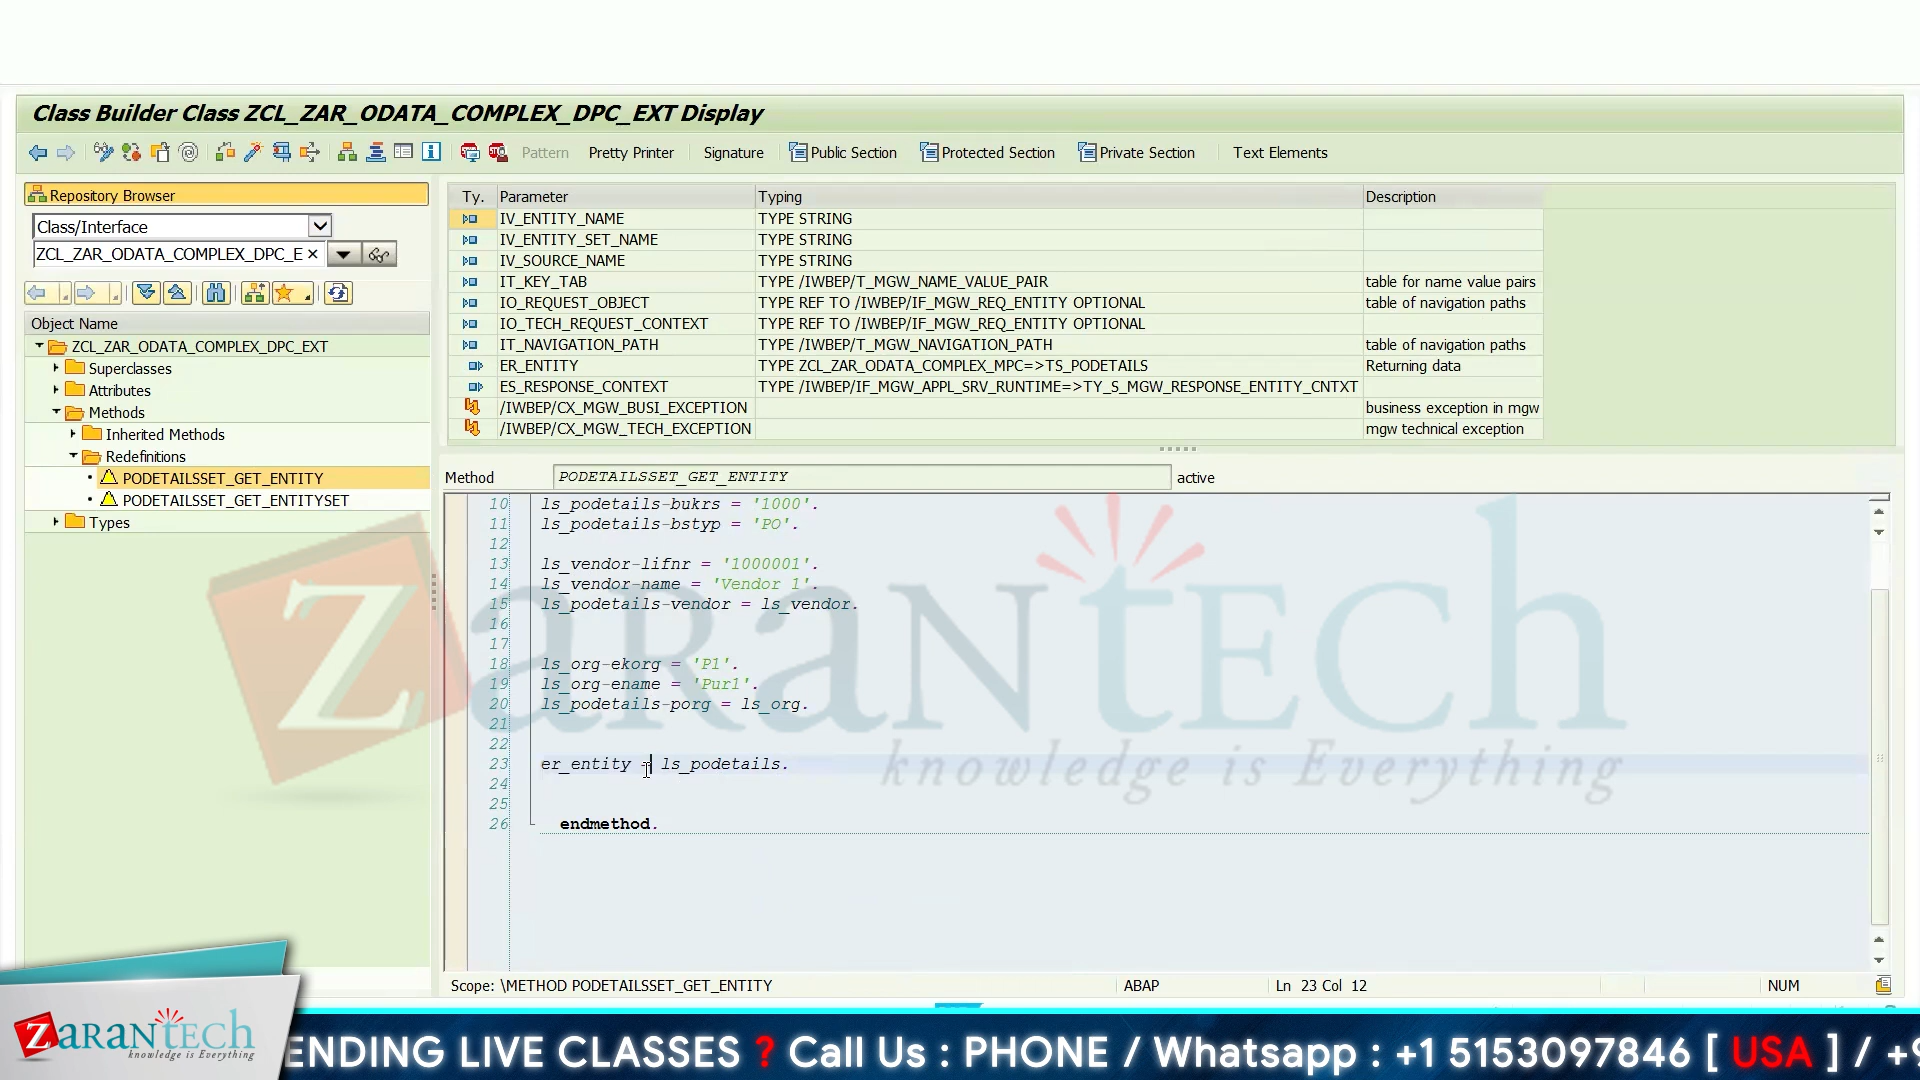 Class Builder Class ZCL_ZAR_ODATA_COMPLEX_DPC_EXT Display
Pattern Pretty Printer Signature Public Section Protected Section Private Section Text Elements
Repository Browser
Class/Interface
ZCL_ZAR_ODATA_COMPLEX_DPC_E
Object Name
ZCL_ZAR_ODATA_COMPLEX_DPC_EXT
Superclasses
Attributes
Methods
Inherited Methods
Redefinitions
PODETAILSSET_GET_ENTITY
PODETAILSSET_GET_ENTITYSET
Types
Ty. Parameter Typing Description
IV_ENTITY_NAME TYPE STRING
IV_ENTITY_SET_NAME TYPE STRING
IV_SOURCE_NAME TYPE STRING
IT_KEY_TAB TYPE /IWBEP/T_MGW_NAME_VALUE_PAIR table for name value pairs
IO_REQUEST_OBJECT TYPE REF TO /IWBEP/IF_MGW_REQ_ENTITY OPTIONAL table of navigation paths
IO_TECH_REQUEST_CONTEXT TYPE REF TO /IWBEP/IF_MGW_REQ_ENTITY OPTIONAL
IT_NAVIGATION_PATH TYPE /IWBEP/T_MGW_NAVIGATION_PATH table of navigation paths
ER_ENTITY TYPE ZCL_ZAR_ODATA_COMPLEX_MPC=>TS_PODETAILS Returning data
ES_RESPONSE_CONTEXT TYPE /IWBEP/IF_MGW_APPL_SRV_RUNTIME=>TY_S_MGW_RESPONSE_ENTITY_CNTXT
/IWBEP/CX_MGW_BUSI_EXCEPTION business exception in mgw
/IWBEP/CX_MGW_TECH_EXCEPTION mgw technical exception
Method PODETAILSSET_GET_ENTITY active
10 ls_podetails-bukrs = '1000'.
11 ls_podetails-bstyp = 'PO'.
12
13 ls_vendor-lifnr = '1000001'.
14 ls_vendor-name = 'Vendor 1'.
15 ls_podetails-vendor = ls_vendor.
16
17
18 ls_org-ekorg = 'P1'.
19 ls_org-ename = 'Pur1'.
20 ls_podetails-porg = ls_org.
21
22
23 er_entity = ls_podetails.
24
25
26 endmethod.
ZaranTech
knowledge is Everything
Scope: \METHOD PODETAILSSET_GET_ENTITY ABAP Ln 23 Col 12 NUM
ZaranTech
knowledge is Everything
ENDING LIVE CLASSES ❓ Call Us : PHONE / Whatsapp : +1 5153097846 [ USA ] / +9